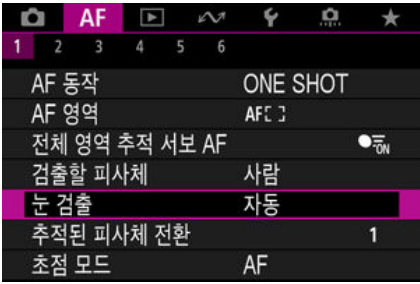 AF
1 2 3 4 5 6
AF 동작 ONE SHOT
AF 영역 AF[ ]
전체 영역 추적 서보 AF ON
검출할 피사체 사람
눈 검출 자동
추적된 피사체 전환 1
초점 모드 AF